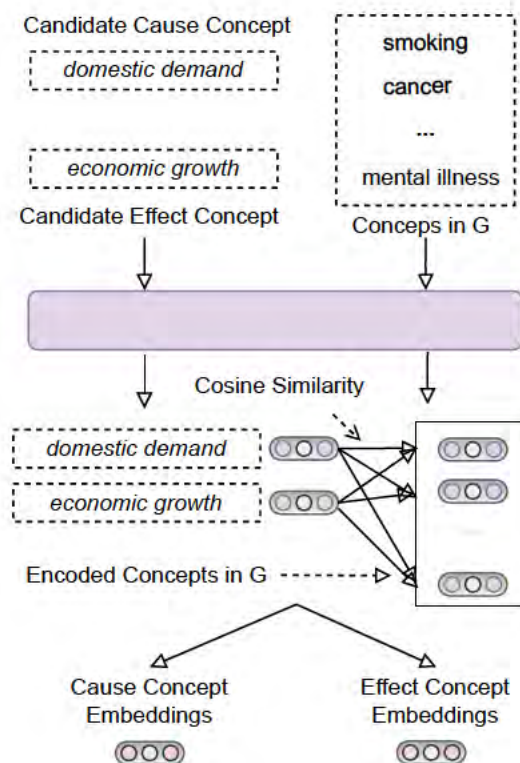 Candidate Cause Concept
domestic demand
economic growth
Candidate Effect Concept
smoking
cancer
...
mental illness
Conceps in G
Cosine Similarity
domestic demand
economic growth
Encoded Concepts in G
Cause Concept
Embeddings
Effect Concept
Embeddings